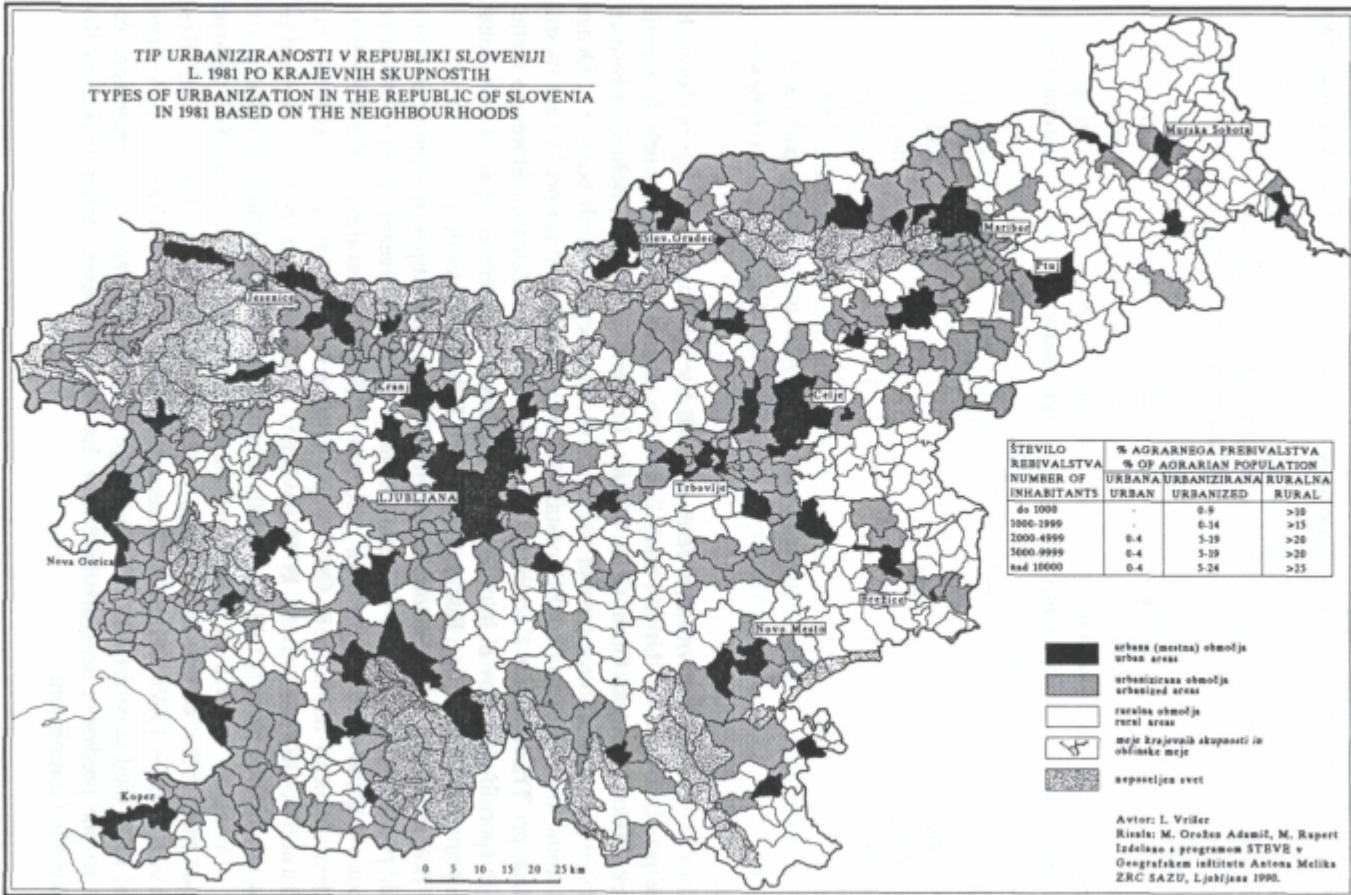 TIP URBANIZIRANOSTI V REPUBLIKI SLOVENIJI
L. 1981 PO KRAJEVNIH SKUPNOSTIH
TYPES OF URBANIZATION IN THE REPUBLIC OF SLOVENIA
IN 1981 BASED ON THE NEIGHBOURHOODS
Murska Sobota
Slov.Gradec
Maribor
Ptuj
Jesenice
Kranj
Celje
LJUBLJANA
Trbovlje
Nova Gorica
Brežice
Novo Mesto
Koper
ŠTEVILO % AGRARNEGA PREBIVALSTVA
REBIVALSTVA % OF AGRARIAN POPULATION
NUMBER OF URBANA URBANIZIRANA RURALNA
INHABITANTS URBAN URBANIZED RURAL
do 1000 - 0-9 >10
1000-1999 - 0-14 >15
2000-4999 0-4 5-19 >20
5000-9999 0-4 5-19 >20
nad 10000 0-4 5-24 >25
urbana (mestna) območja
urban areas
urbanizirana območja
urbanized areas
ruralna območja
rural areas
meje krajevnih skupnosti in
občinske meje
neposeljen svet
Avtor: I. Vrišer
Risala: M. Orožen Adamič, M. Rupert
Izdelano s programom STEVE v
Geografskem inštitutu Antona Melika
ZRC SAZU, Ljubljana 1990.
0 5 10 15 20 25 km